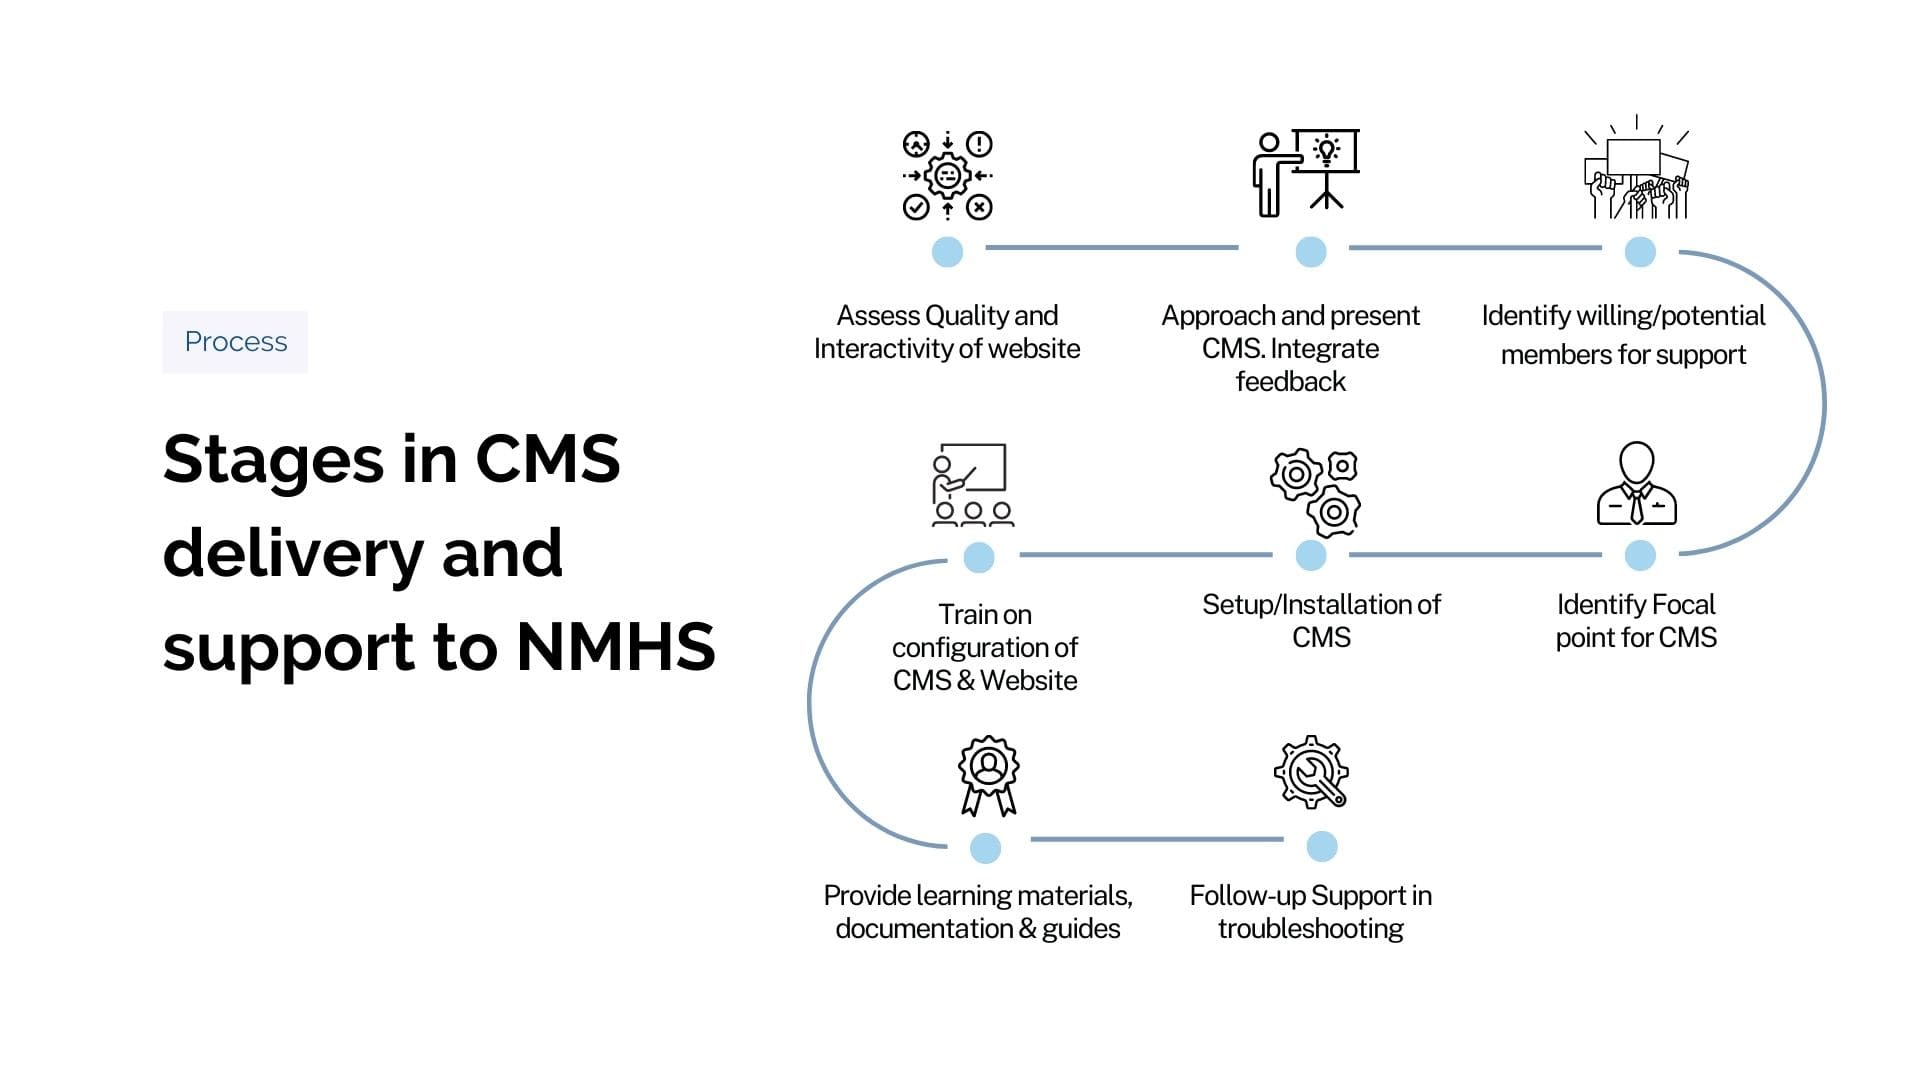 Process
Stages in CMS
delivery and
support to NMHS
Assess Quality and
Interactivity of website
Approach and present
CMS. Integrate
feedback
Identify willing/potential
members for support
Identify Focal
point for CMS
Setup/Installation of
CMS
Train on
configuration of
CMS & Website
Provide learning materials,
documentation & guides
Follow-up Support in
troubleshooting